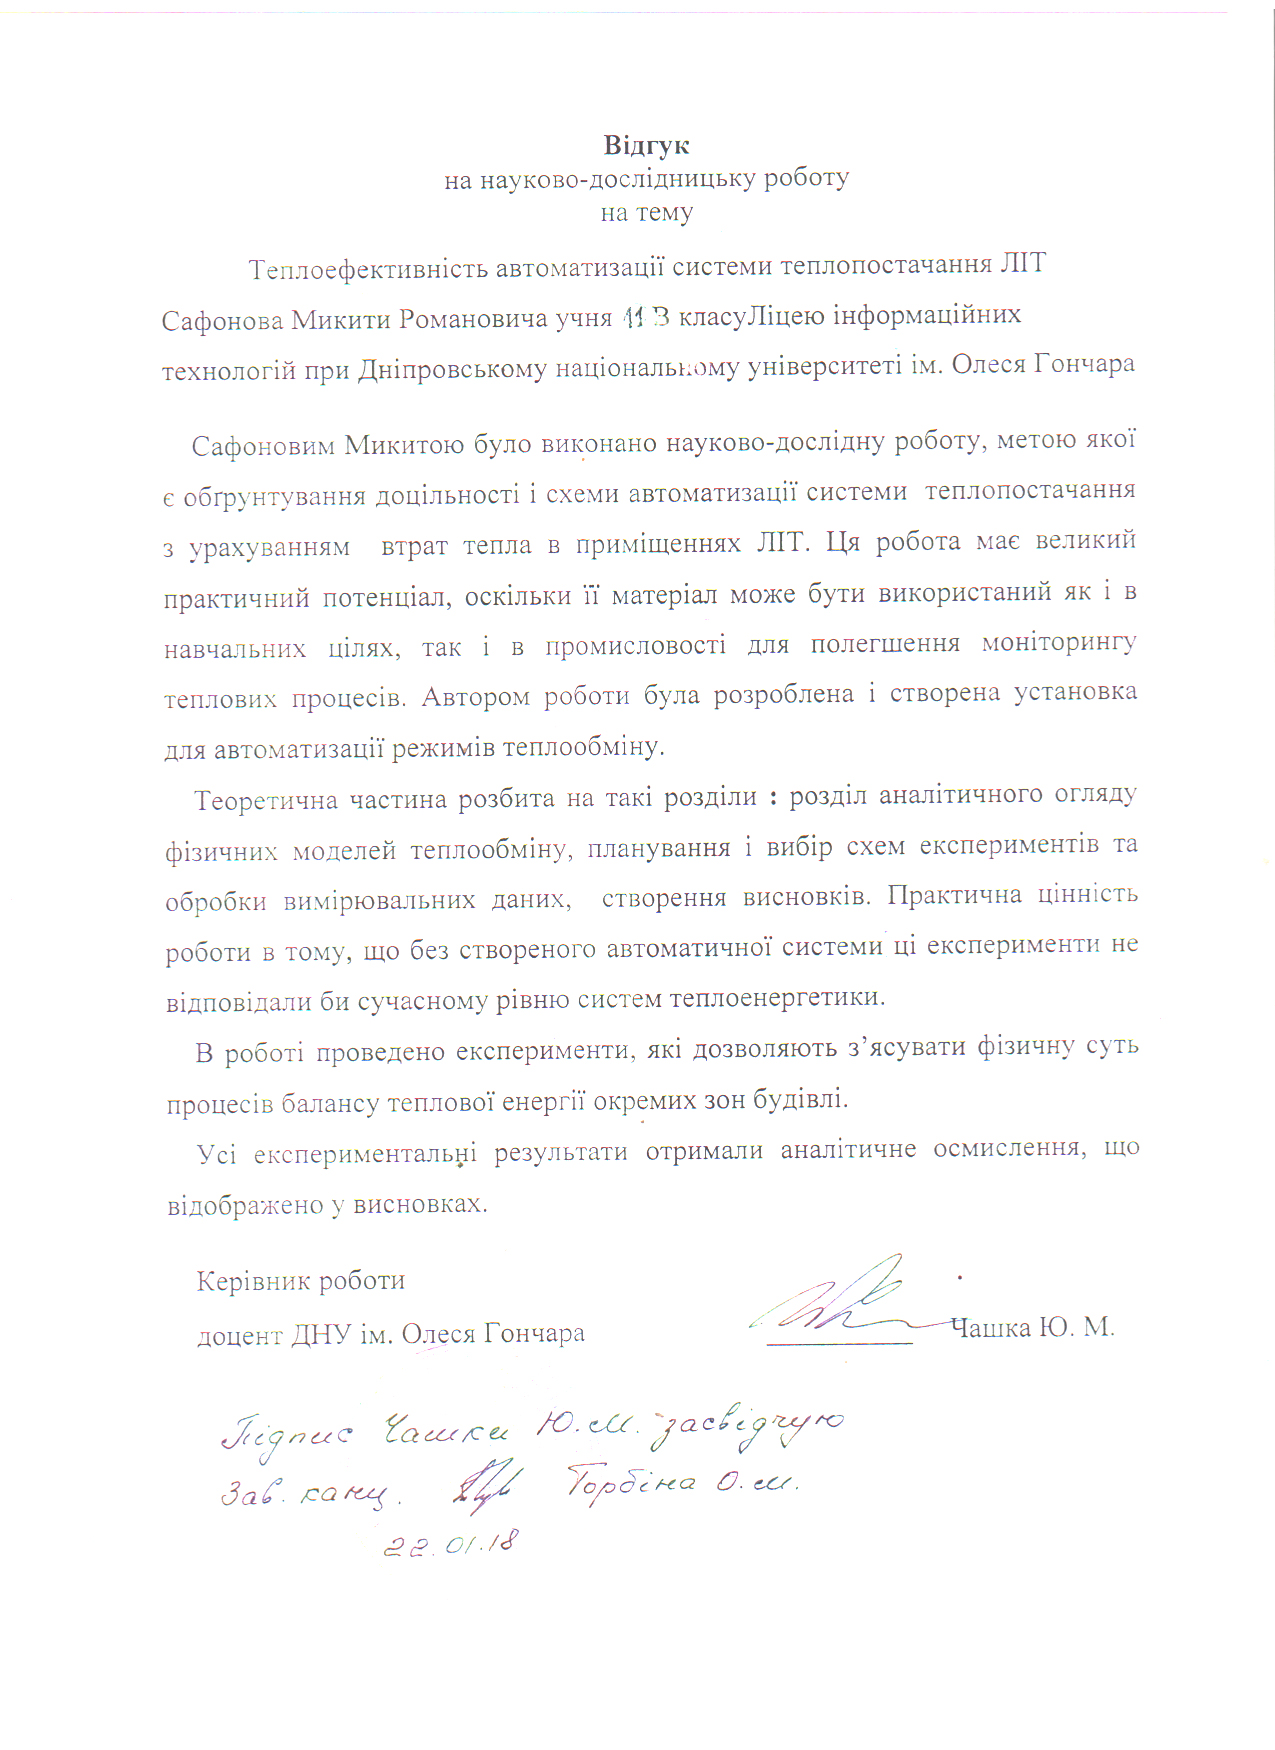 Відгук
на науково-дослідницьку роботу
на тему
Теплоефективність автоматизації системи теплопостачання ЛІТ
Сафонова Микити Романовича учня 11 В класуЛіцею інформаційних
технологій при Дніпровському національному університеті ім. Олеся Гончара
Сафоновим Микитою було виконано науково-дослідну роботу, метою якої
є обґрунтування доцільності і схеми автоматизації системи теплопостачання
з урахуванням втрат тепла в приміщеннях ЛІТ. Ця робота має великий
практичний потенціал, оскільки її матеріал може бути використаний як і в
навчальних цілях, так і в промисловості для полегшення моніторингу
теплових процесів. Автором роботи була розроблена і створена установка
для автоматизації режимів теплообміну.
Теоретична частина розбита на такі розділи : розділ аналітичного огляду
фізичних моделей теплообміну, планування і вибір схем експериментів та
обробки вимірювальних даних, створення висновків. Практична цінність
роботи в тому, що без створеного автоматичної системи ці експерименти не
відповідали би сучасному рівню систем теплоенергетики.
В роботі проведено експерименти, які дозволяють з’ясувати фізичну суть
процесів балансу теплової енергії окремих зон будівлі.
Усі експериментальні результати отримали аналітичне осмислення, що
відображено у висновках.
Керівник роботи
доцент ДНУ ім. Олеся Гончара Чашка Ю. М.
Підпис Чашки Ю.М. засвідчую
Зав. канц. Торбіна О.М.
22.01.18